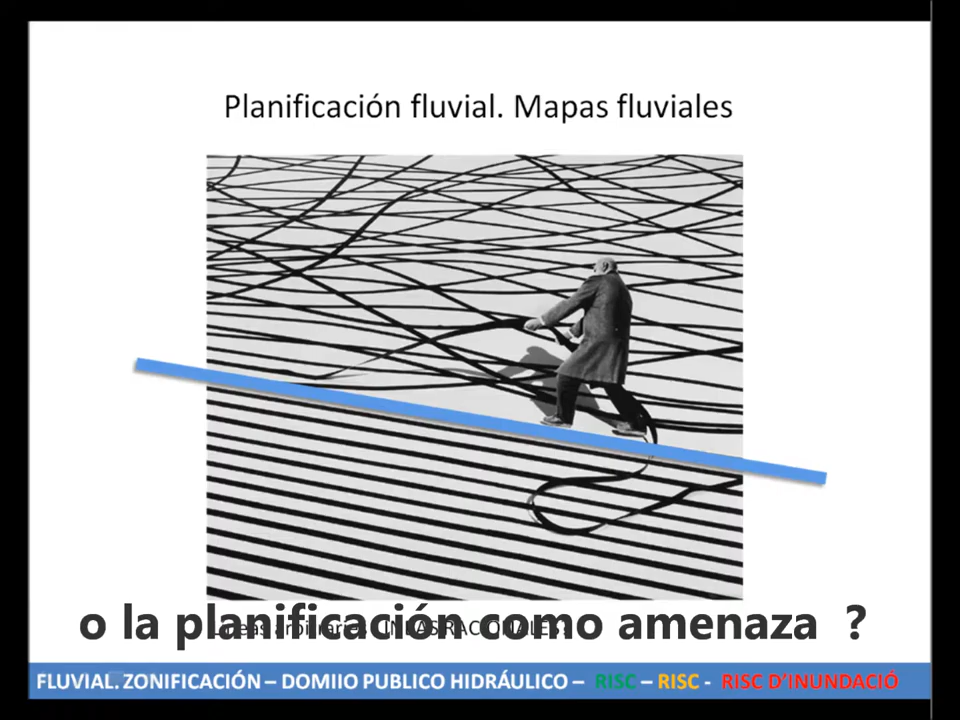 Planificación fluvial. Mapas fluviales
o la planificación como amenaza ?
FLUVIAL. ZONIFICACIÓN – DOMIIO PUBLICO HIDRÁULICO – RISC – RISC - RISC D'INUNDACIÓ